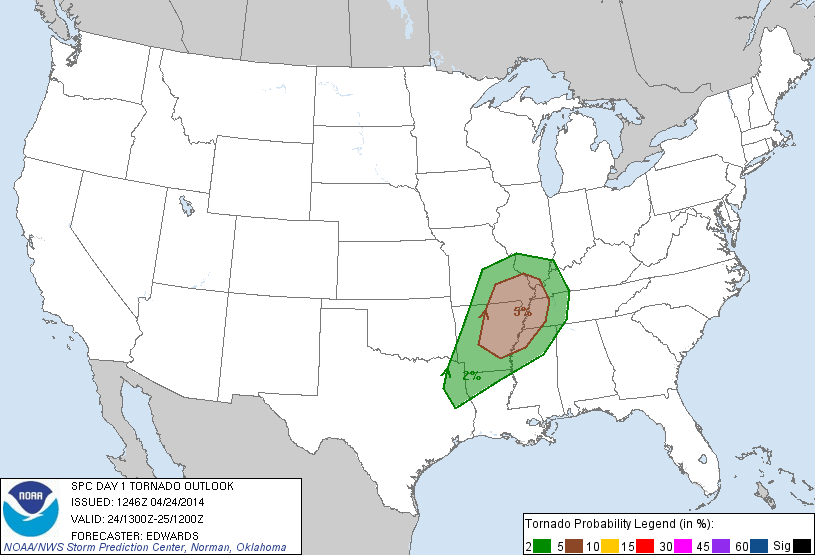 5%
2%
SPC DAY 1 TORNADO OUTLOOK
ISSUED: 1246Z 04/24/2014
VALID: 24/1300Z-25/1200Z
FORECASTER: EDWARDS
NOAA/NWS Storm Prediction Center, Norman, Oklahoma
NOAA
Tornado Probability Legend (in %):
2 5 10 15 30 45 60 Sig